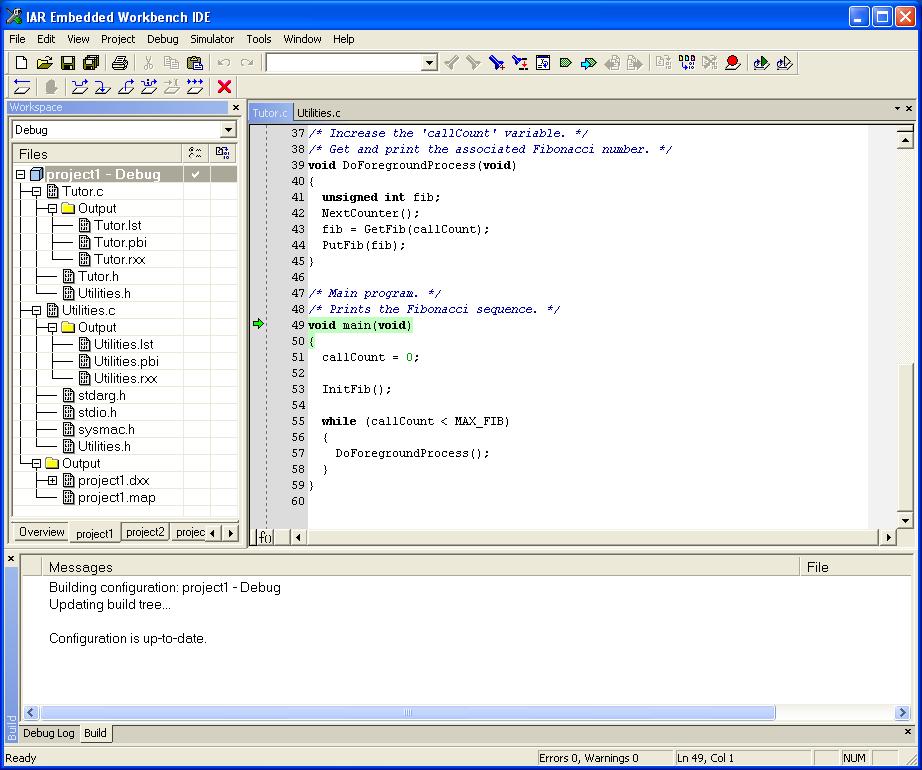 IAR Embedded Workbench IDE
File Edit View Project Debug Simulator Tools Window Help
Workspace
Debug
Files
project1 - Debug
Tutor.c
Output
Tutor.lst
Tutor.pbi
Tutor.rxx
Tutor.h
Utilities.h
Utilities.c
Output
Utilities.lst
Utilities.pbi
Utilities.rxx
stdarg.h
stdio.h
sysmac.h
Utilities.h
Output
project1.dxx
project1.map
Overview project1 project2 projec
Tutor.c Utilities.c
37 /* Increase the 'callCount' variable. */
38 /* Get and print the associated Fibonacci number. */
39 void DoForegroundProcess(void)
40 {
41 unsigned int fib;
42 NextCounter();
43 fib = GetFib(callCount);
44 PutFib(fib);
45 }
46
47 /* Main program. */
48 /* Prints the Fibonacci sequence. */
49 void main(void)
50 {
51 callCount = 0;
52
53 InitFib();
54
55 while (callCount < MAX_FIB)
56 {
57 DoForegroundProcess();
58 }
59 }
60
f()
Messages File
Building configuration: project1 - Debug
Updating build tree...
Configuration is up-to-date.
Build
Debug Log Build
Ready Errors 0, Warnings 0 Ln 49, Col 1 NUM